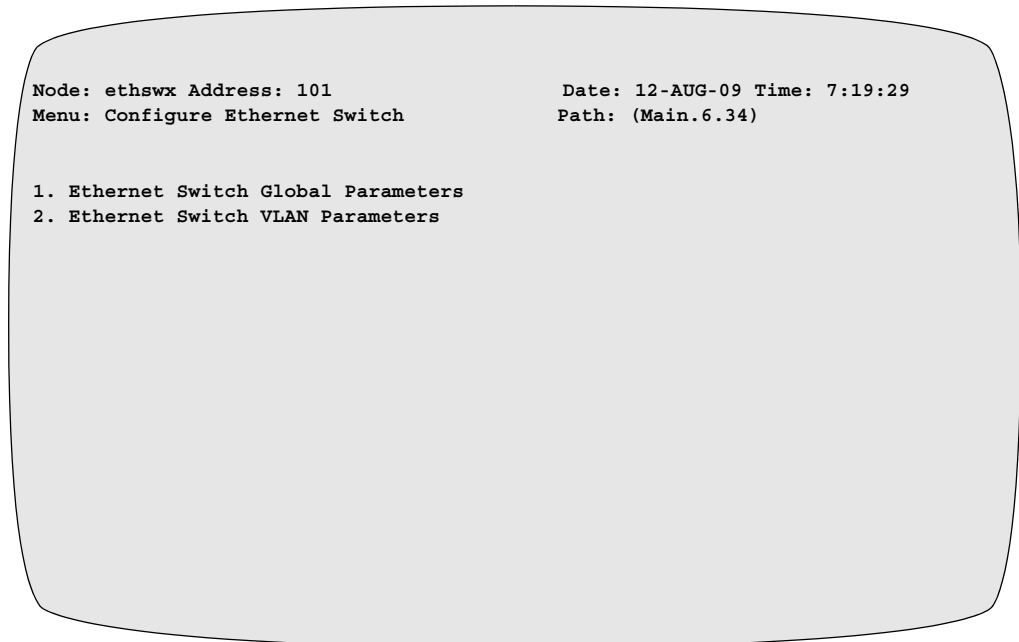 Node: ethswx Address: 101 Date: 12-AUG-09 Time: 7:19:29
Menu: Configure Ethernet Switch Path: (Main.6.34)
1. Ethernet Switch Global Parameters
2. Ethernet Switch VLAN Parameters